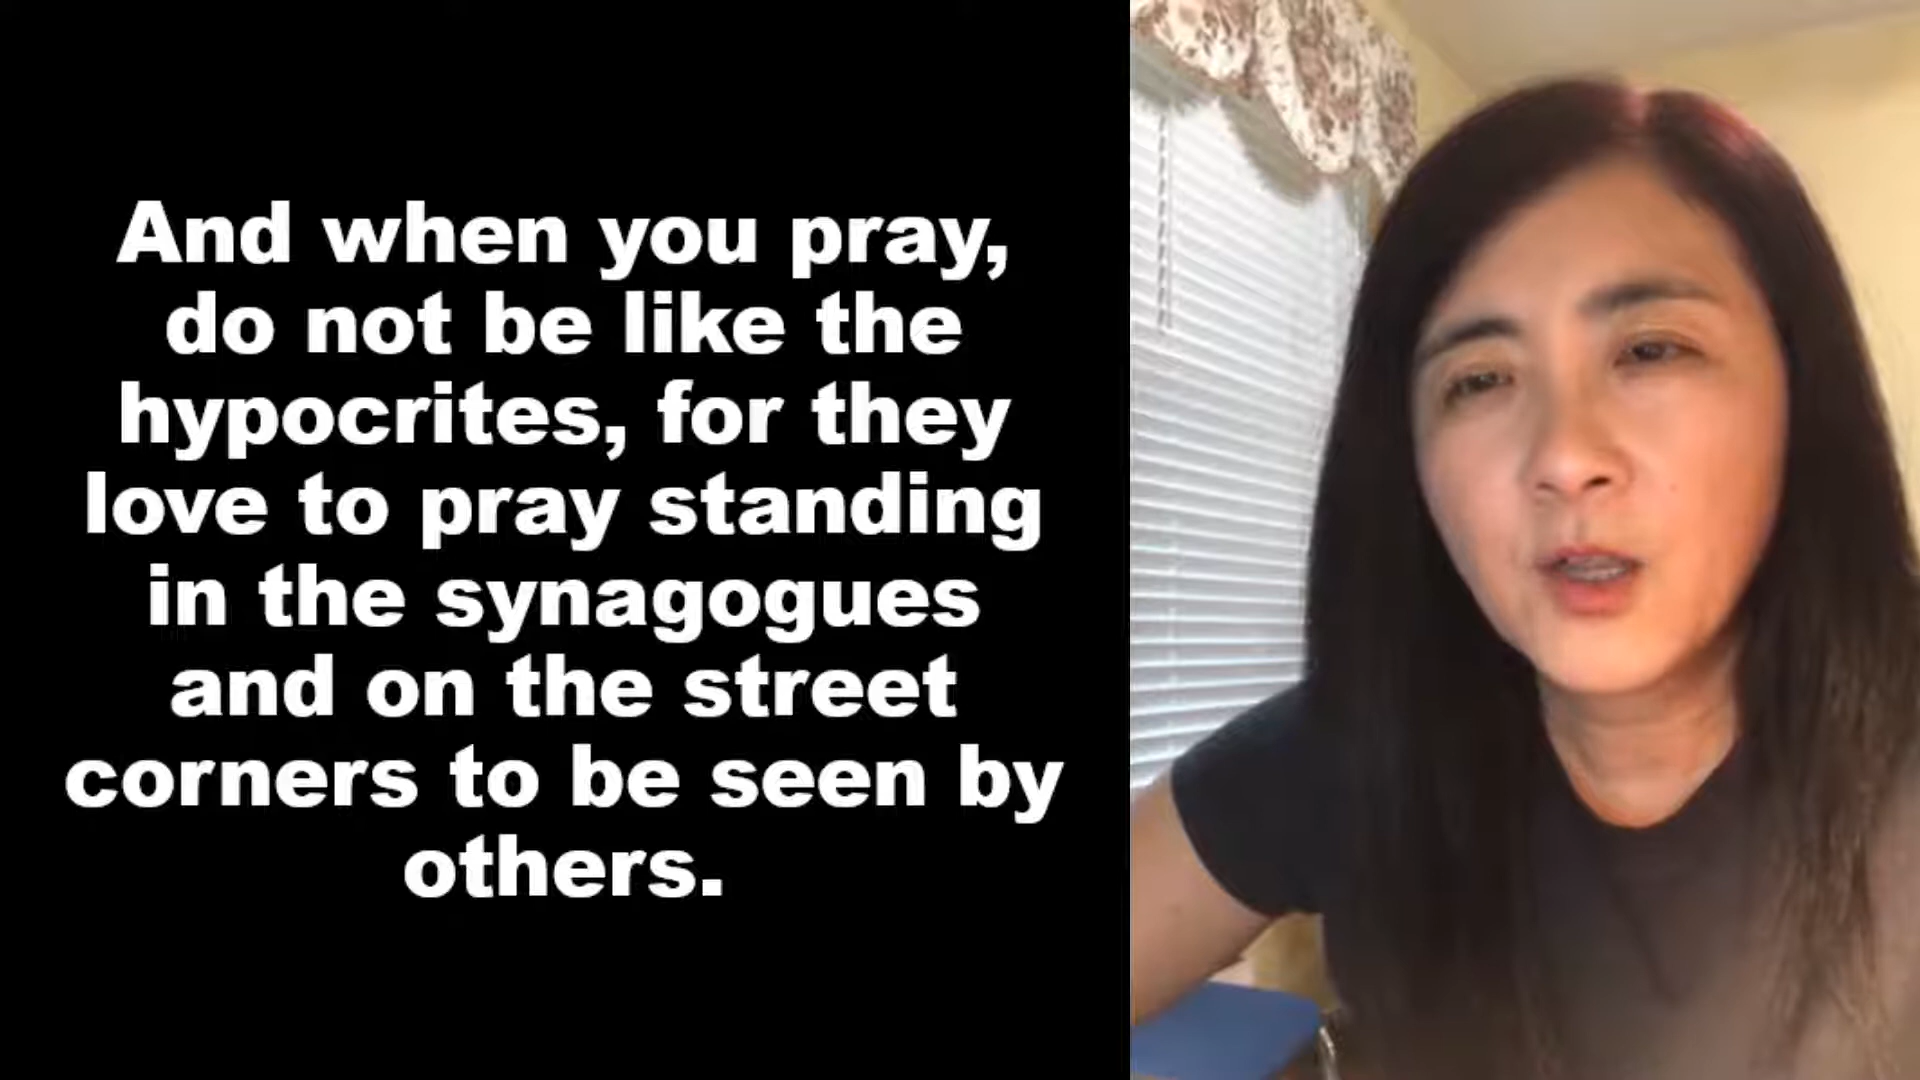 And when you pray,
do not be like the
hypocrites, for they
love to pray standing
in the synagogues
and on the street
corners to be seen by
others.